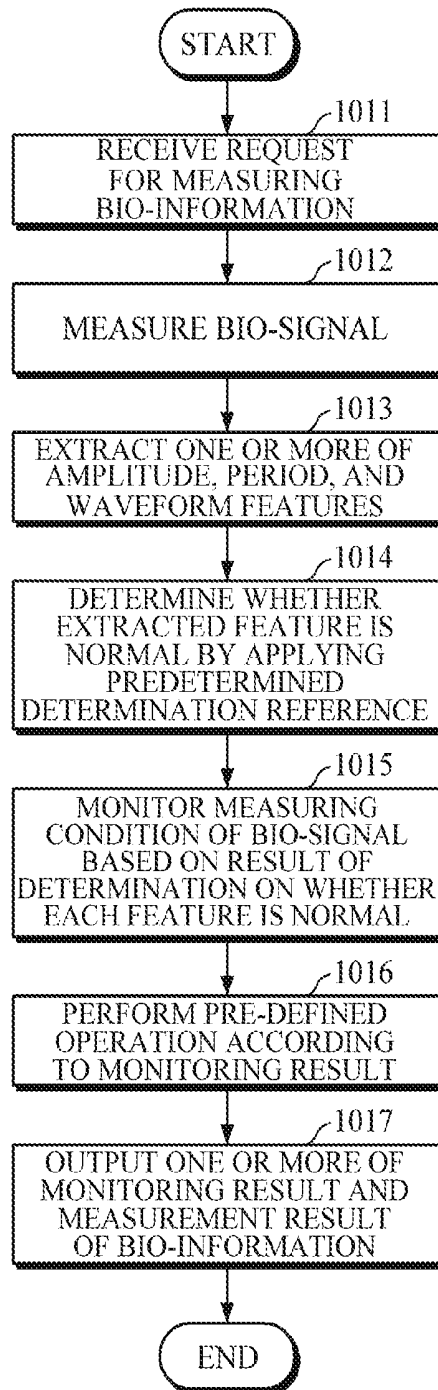 START
1011
RECEIVE REQUEST
FOR MEASURING
BIO-INFORMATION
1012
MEASURE BIO-SIGNAL
1013
EXTRACT ONE OR MORE OF
AMPLITUDE, PERIOD, AND
WAVEFORM FEATURES
1014
DETERMINE WHETHER
EXTRACTED FEATURE IS
NORMAL BY APPLYING
PREDETERMINED
DETERMINATION REFERENCE
1015
MONITOR MEASURING
CONDITION OF BIO-SIGNAL
BASED ON RESULT OF
DETERMINATION ON WHETHER
EACH FEATURE IS NORMAL
1016
PERFORM PRE-DEFINED
OPERATION ACCORDING
TO MONITORING RESULT
1017
OUTPUT ONE OR MORE OF
MONITORING RESULT AND
MEASUREMENT RESULT
OF BIO-INFORMATION
END